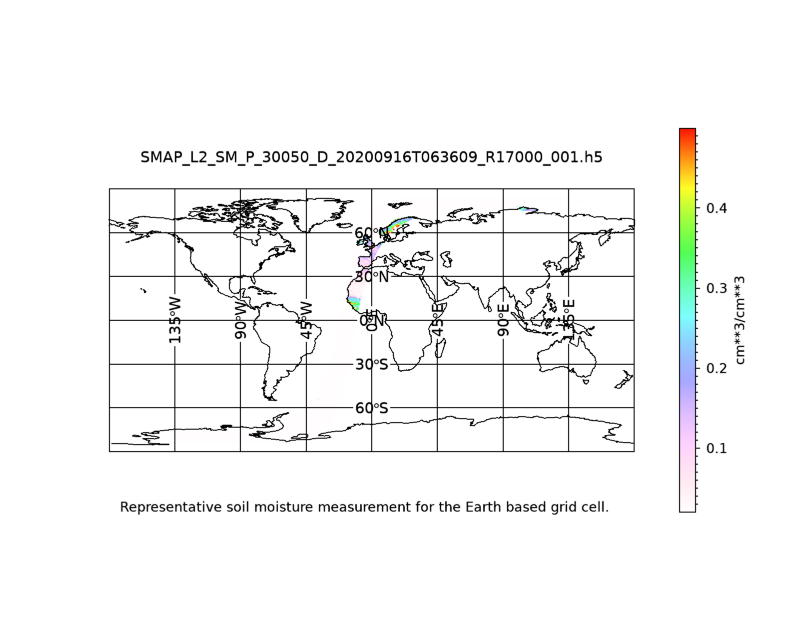 SMAP_L2_SM_P_30050_D_20200916T063609_R17000_001.h5
60°N
30°N
0°N
30°S
60°S
135°W
90°W
45°W
0°E
45°E
90°E
135°E
0.4
0.3
0.2
0.1
cm**3/cm**3
Representative soil moisture measurement for the Earth based grid cell.